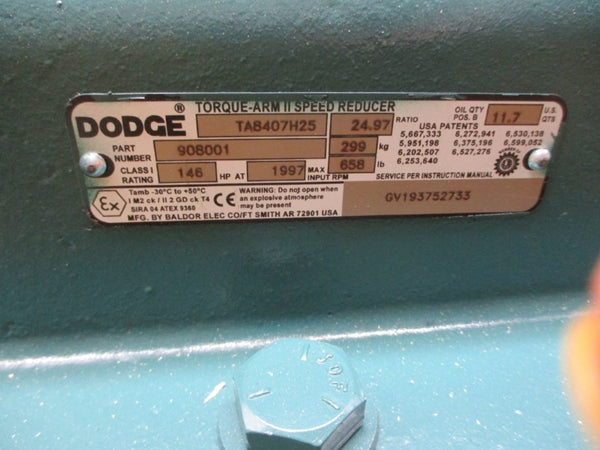 DODGE ® TORQUE-ARM II SPEED REDUCER
TA8407H25 24.97 RATIO
OIL QTY POS. B 11.7 U.S. QTS
PART NUMBER 908001 299 kg
658 lb
CLASS I RATING 146 HP AT 1997 MAX INPUT RPM
USA PATENTS
5,667,333 6,272,941 6,530,138
5,951,198 6,375,196 6,599,052
6,202,507 6,527,276
6,253,640
SERVICE PER INSTRUCTION MANUAL
GV193752733
Ex
Tamb -30°C to +50°C
I M2 ck / II 2 GD ck T4
SIRA 04 ATEX 9360
CE
WARNING: Do not open when
an explosive atmosphere
may be present
MFG. BY BALDOR ELEC CO/FT SMITH AR 72901 USA